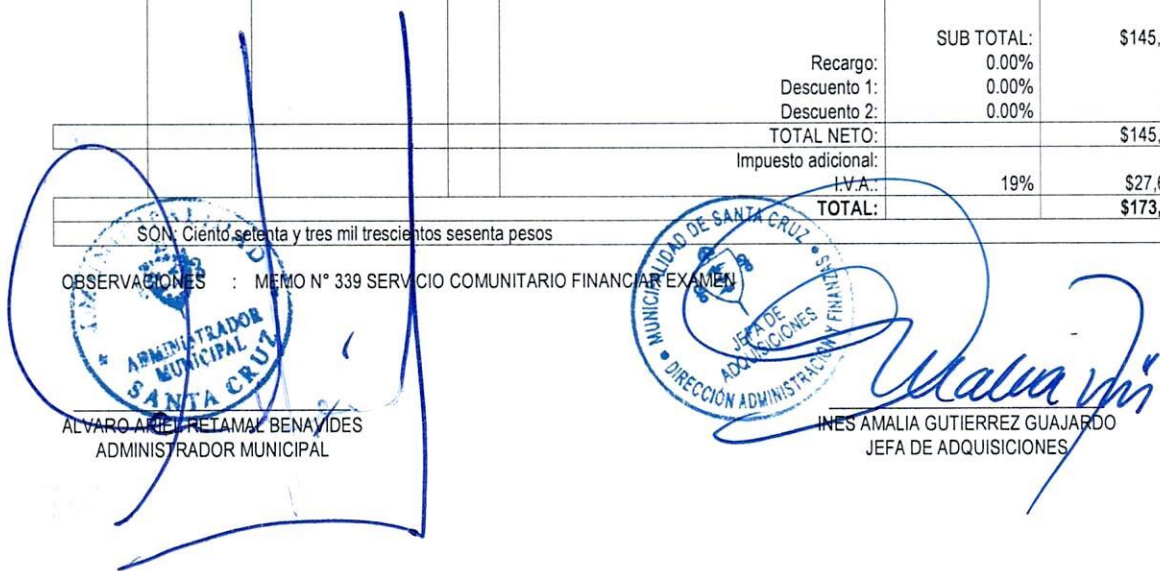 SUB TOTAL: $145,
Recargo: 0.00%
Descuento 1: 0.00%
Descuento 2: 0.00%
TOTAL NETO: $145,
Impuesto adicional:
I.V.A.: 19% $27,6
TOTAL: $173,
SON: Ciento setenta y tres mil trescientos sesenta pesos
OBSERVACIONES : MEMO N° 339 SERVICIO COMUNITARIO FINANCIAR EXAMEN
I. MUNICIPALIDAD
ADMINISTRADOR
MUNICIPAL
SANTA CRUZ
MUNICIPALIDAD DE SANTA CRUZ
JEFA DE
ADQUISICIONES
DIRECCIÓN ADMINISTRACIÓN Y FINANZAS
ALVARO ARIEL RETAMAL BENAVIDES
ADMINISTRADOR MUNICIPAL
INES AMALIA GUTIERREZ GUAJARDO
JEFA DE ADQUISICIONES